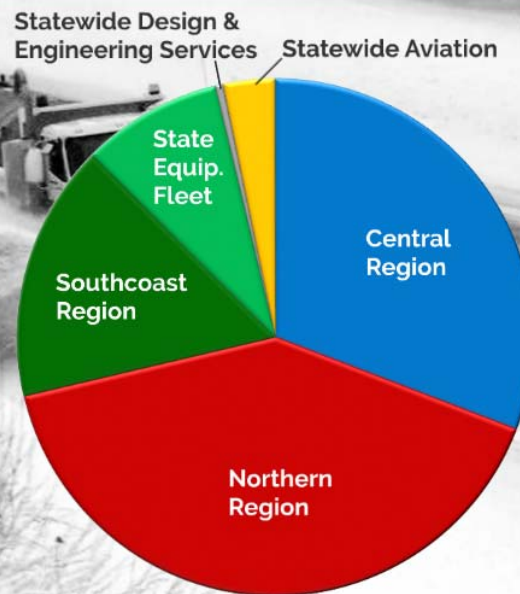 Statewide Design &
Engineering Services
Statewide Aviation
State
Equip.
Fleet
Central
Region
Southcoast
Region
Northern
Region